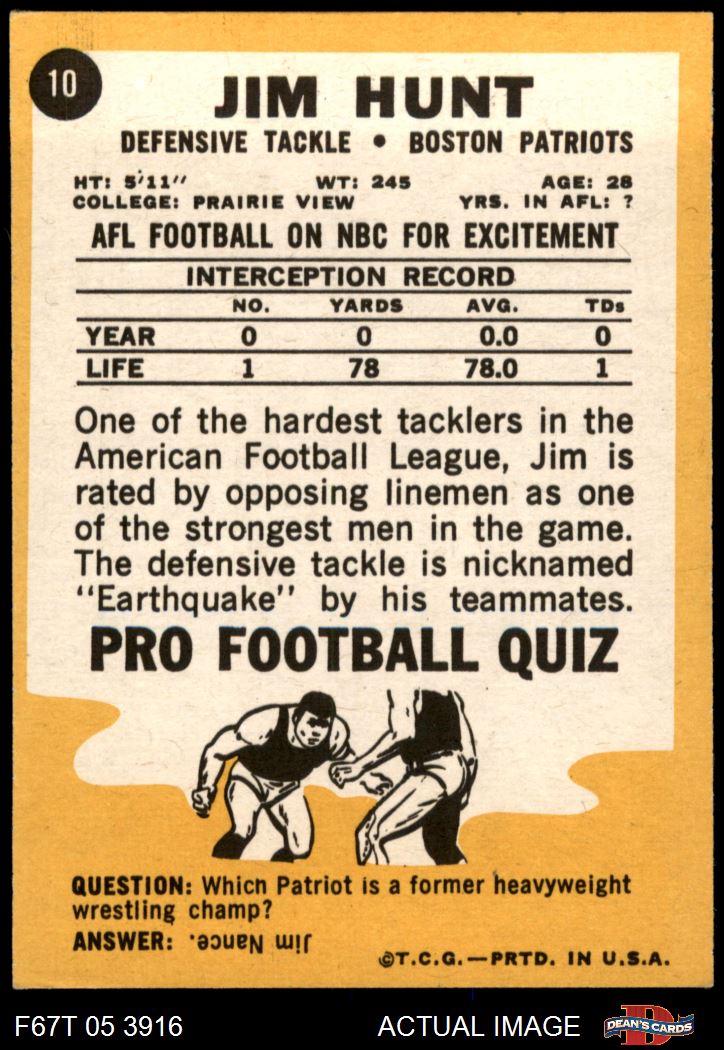 10
JIM HUNT
DEFENSIVE TACKLE • BOSTON PATRIOTS
HT: 5'11" WT: 245 AGE: 28
COLLEGE: PRAIRIE VIEW YRS. IN AFL: ?
AFL FOOTBALL ON NBC FOR EXCITEMENT
INTERCEPTION RECORD
NO. YARDS AVG. TDs
YEAR 0 0 0.0 0
LIFE 1 78 78.0 1
One of the hardest tacklers in the
American Football League, Jim is
rated by opposing linemen as one
of the strongest men in the game.
The defensive tackle is nicknamed
"Earthquake" by his teammates.
PRO FOOTBALL QUIZ
QUESTION: Which Patriot is a former heavyweight
wrestling champ?
ANSWER: Jim Nance.
©T.C.G.—PRTD. IN U.S.A.
F67T 05 3916 ACTUAL IMAGE D DEAN'S CARDS